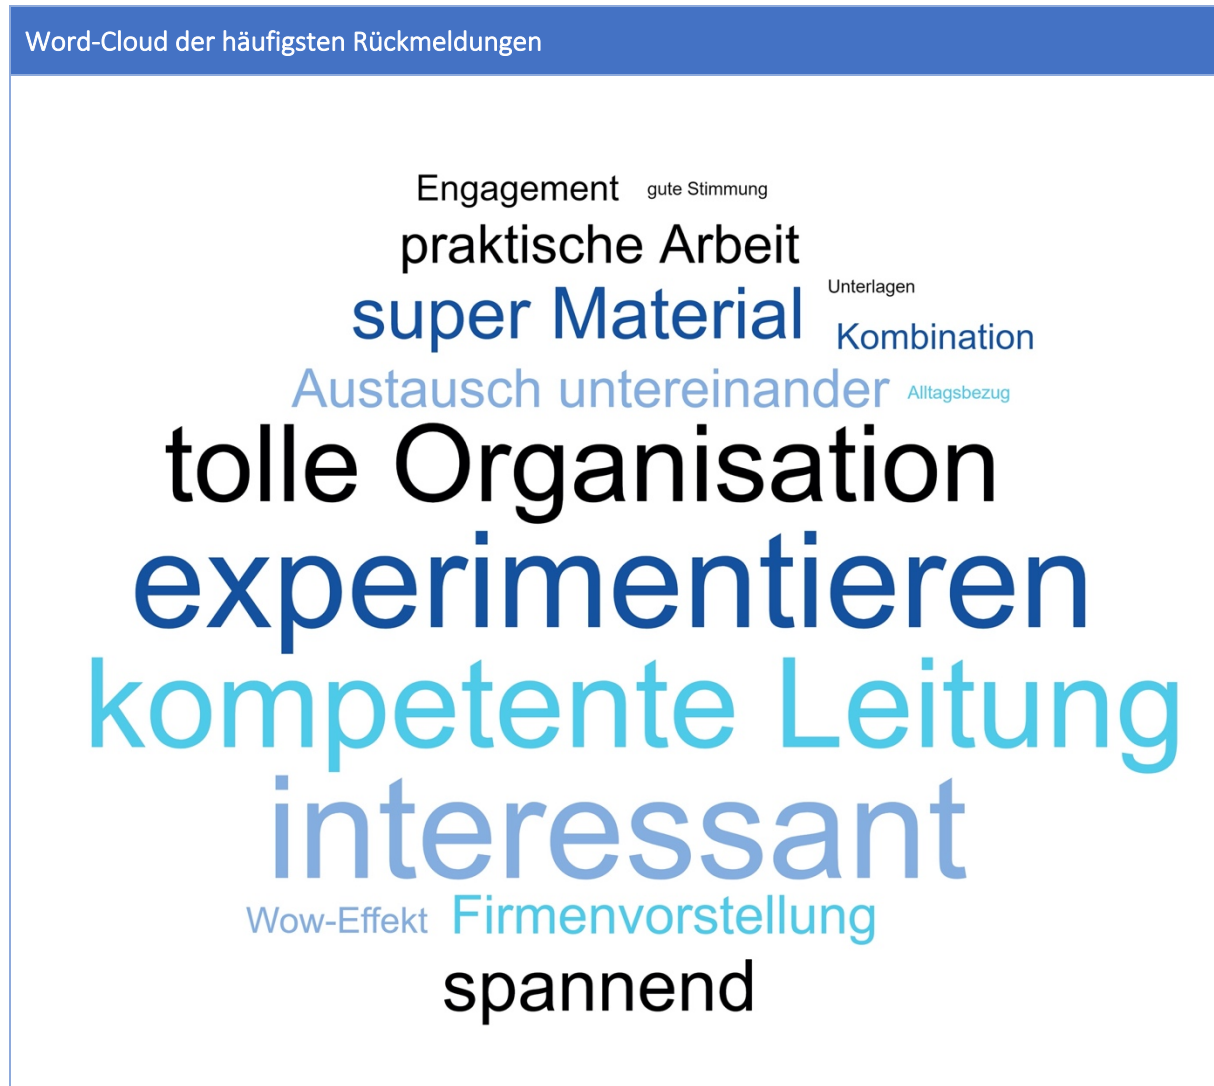 Word-Cloud der häufigsten Rückmeldungen
Engagement
gute Stimmung
praktische Arbeit
super Material
Unterlagen
Kombination
Austausch untereinander
Alltagsbezug
tolle Organisation
experimentieren
kompetente Leitung
interessant
Wow-Effekt
Firmenvorstellung
spannend